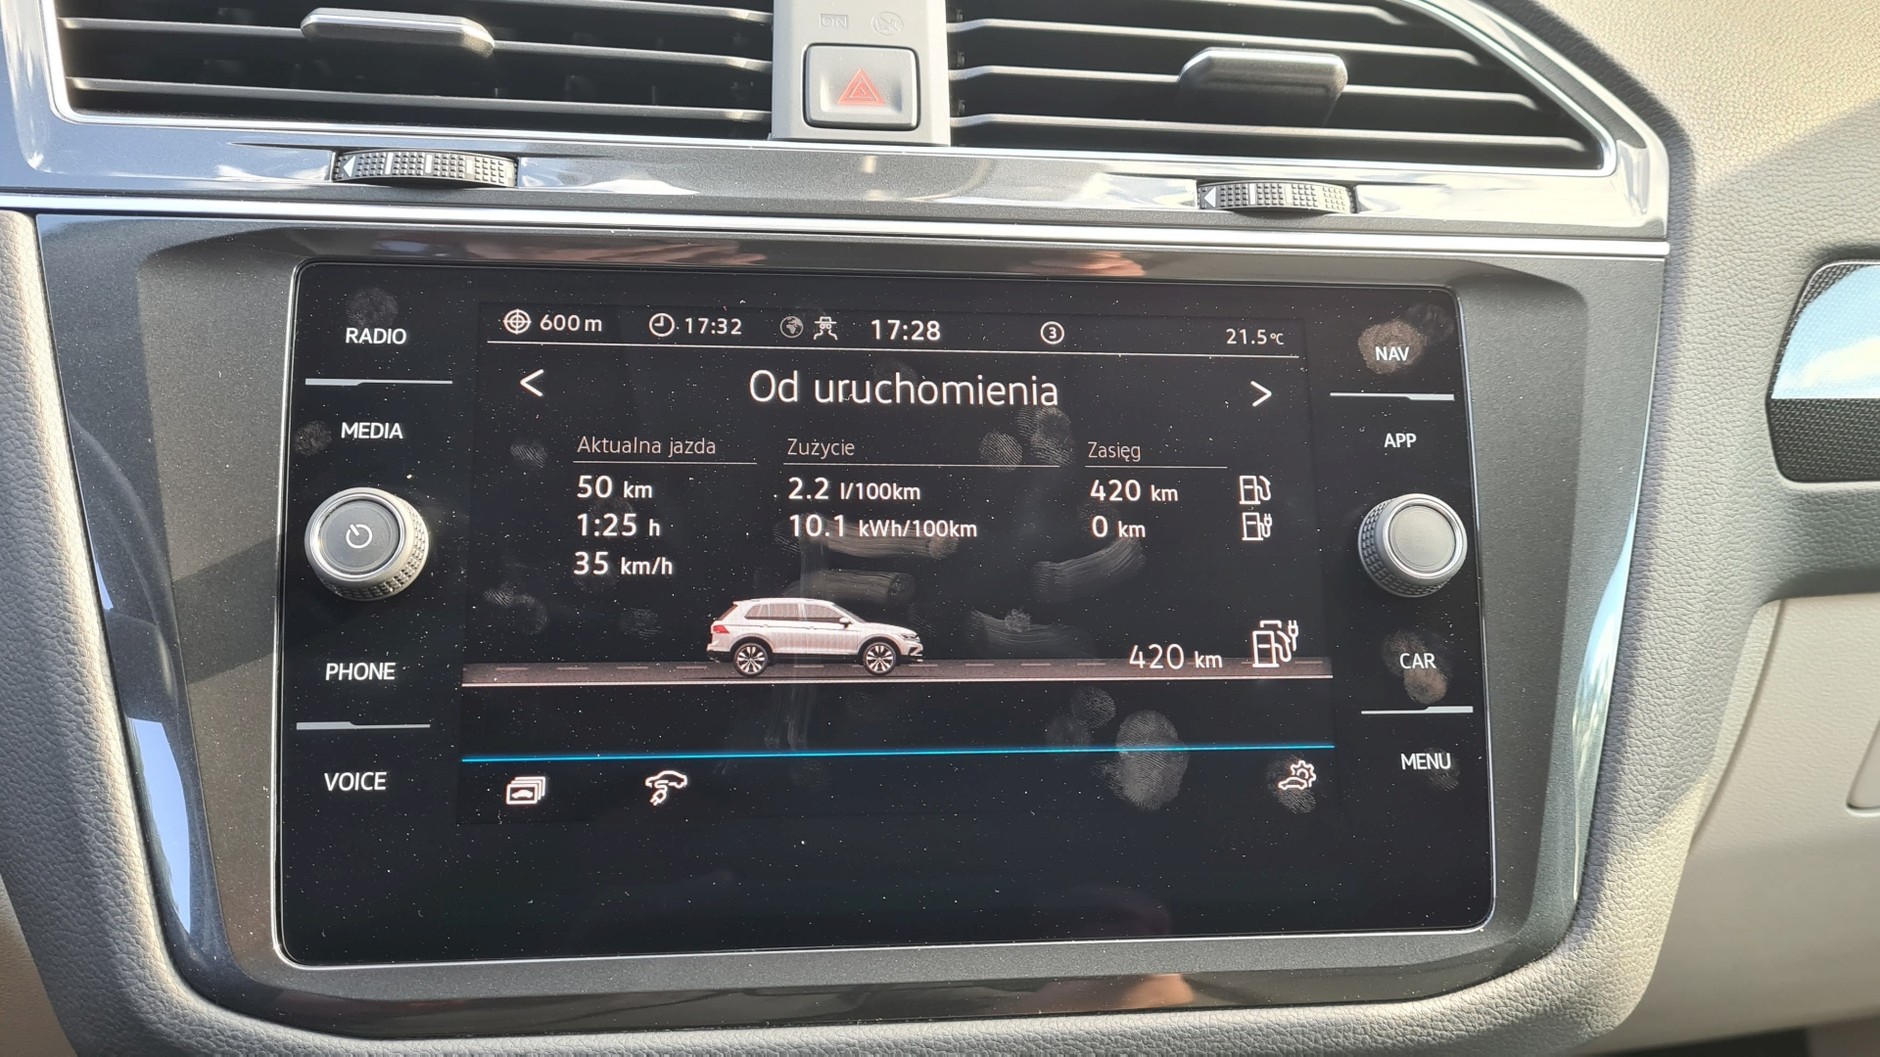 600 m 17:32 17:28 3 21.5 °C
< Od uruchomienia >
Aktualna jazda Zużycie Zasięg
50 km 2.2 l/100km 420 km
1:25 h 10.1 kWh/100km 0 km
35 km/h
420 km
RADIO
MEDIA
PHONE
VOICE
NAV
APP
CAR
MENU